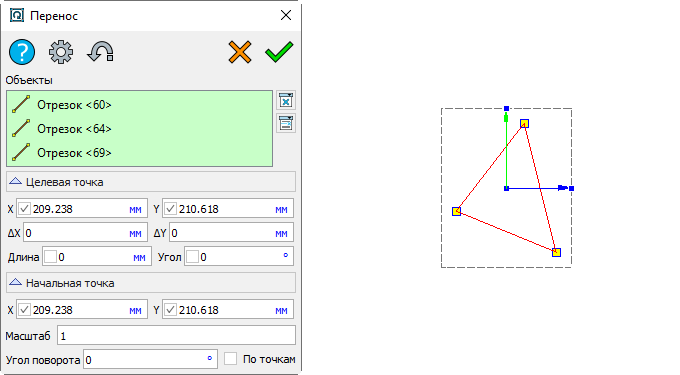 Перенос
?
Объекты
Отрезок <60>
Отрезок <64>
Отрезок <69>
Целевая точка
X 209.238 мм Y 210.618 мм
ΔX 0 мм ΔY 0 мм
Длина 0 мм Угол 0 °
Начальная точка
X 209.238 мм Y 210.618 мм
Масштаб 1
Угол поворота 0 ° По точкам